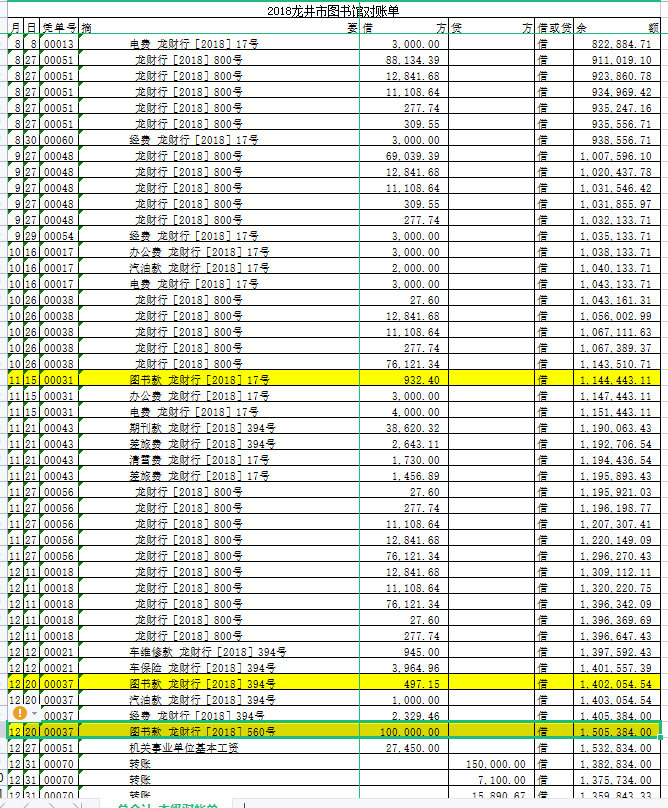 2018龙井市图书馆对账单
月 日 凭单号 摘 要 借 方 贷 方 借或贷 余 额
8 8 00013 电费 龙财行［2018］17号 3,000.00 借 822,884.71
8 27 00051 龙财行［2018］800号 88,134.39 借 911,019.10
8 27 00051 龙财行［2018］800号 12,841.68 借 923,860.78
8 27 00051 龙财行［2018］800号 11,108.64 借 934,969.42
8 27 00051 龙财行［2018］800号 277.74 借 935,247.16
8 27 00051 龙财行［2018］800号 309.55 借 935,556.71
8 30 00060 经费 龙财行［2018］17号 3,000.00 借 938,556.71
9 27 00048 龙财行［2018］800号 69,039.39 借 1,007,596.10
9 27 00048 龙财行［2018］800号 12,841.68 借 1,020,437.78
9 27 00048 龙财行［2018］800号 11,108.64 借 1,031,546.42
9 27 00048 龙财行［2018］800号 309.55 借 1,031,855.97
9 27 00048 龙财行［2018］800号 277.74 借 1,032,133.71
9 29 00054 经费 龙财行［2018］17号 3,000.00 借 1,035,133.71
10 16 00017 办公费 龙财行［2018］17号 3,000.00 借 1,038,133.71
10 16 00017 汽油款 龙财行［2018］17号 2,000.00 借 1,040,133.71
10 16 00017 电费 龙财行［2018］17号 3,000.00 借 1,043,133.71
10 26 00038 龙财行［2018］800号 27.60 借 1,043,161.31
10 26 00038 龙财行［2018］800号 12,841.68 借 1,056,002.99
10 26 00038 龙财行［2018］800号 11,108.64 借 1,067,111.63
10 26 00038 龙财行［2018］800号 277.74 借 1,067,389.37
10 26 00038 龙财行［2018］800号 76,121.34 借 1,143,510.71
11 15 00031 图书款 龙财行［2018］17号 932.40 借 1,144,443.11
11 15 00031 办公费 龙财行［2018］17号 3,000.00 借 1,147,443.11
11 15 00031 电费 龙财行［2018］17号 4,000.00 借 1,151,443.11
11 21 00043 期刊款 龙财行［2018］394号 38,620.32 借 1,190,063.43
11 21 00043 差旅费 龙财行［2018］394号 2,643.11 借 1,192,706.54
11 21 00043 清雪费 龙财行［2018］17号 1,730.00 借 1,194,436.54
11 21 00043 差旅费 龙财行［2018］17号 1,456.89 借 1,195,893.43
11 27 00056 龙财行［2018］800号 27.60 借 1,195,921.03
11 27 00056 龙财行［2018］800号 277.74 借 1,196,198.77
11 27 00056 龙财行［2018］800号 11,108.64 借 1,207,307.41
11 27 00056 龙财行［2018］800号 12,841.68 借 1,220,149.09
11 27 00056 龙财行［2018］800号 76,121.34 借 1,296,270.43
12 11 00018 龙财行［2018］800号 12,841.68 借 1,309,112.11
12 11 00018 龙财行［2018］800号 11,108.64 借 1,320,220.75
12 11 00018 龙财行［2018］800号 76,121.34 借 1,396,342.09
12 11 00018 龙财行［2018］800号 27.60 借 1,396,369.69
12 11 00018 龙财行［2018］800号 277.74 借 1,396,647.43
12 12 00021 车维修款 龙财行［2018］394号 945.00 借 1,397,592.43
12 12 00021 车保险 龙财行［2018］394号 3,964.96 借 1,401,557.39
12 20 00037 图书款 龙财行［2018］394号 497.15 借 1,402,054.54
12 20 00037 汽油款 龙财行［2018］394号 1,000.00 借 1,403,054.54
00037 经费 龙财行［2018］394号 2,329.46 借 1,405,384.00
12 20 00037 图书款 龙财行［2018］560号 100,000.00 借 1,505,384.00
12 27 00051 机关事业单位基本工资 27,450.00 借 1,532,834.00
12 31 00070 转账 150,000.00 借 1,382,834.00
12 31 00070 转账 7,100.00 借 1,375,734.00
12 31 00070 转账 15,890.67 借 1,359,843.33